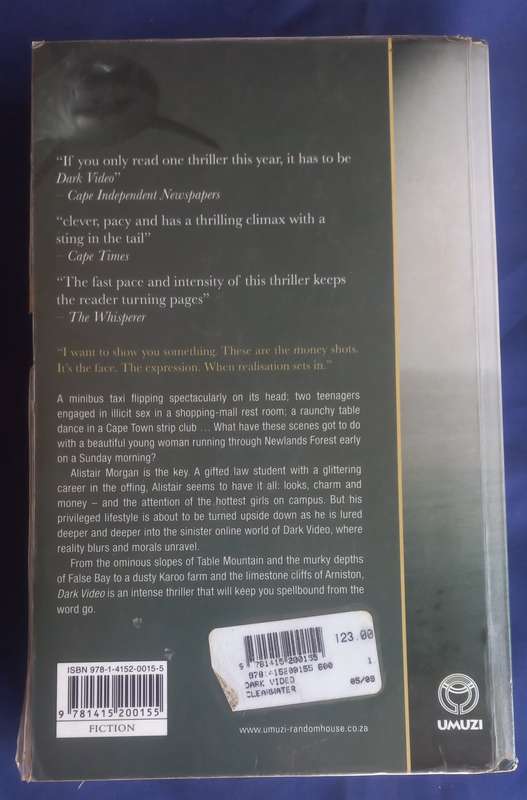 “If you only read one thriller this year, it has to be
Dark Video”
– Cape Independent Newspapers
“clever, pacy and has a thrilling climax with a
sting in the tail”
– Cape Times
“The fast pace and intensity of this thriller keeps
the reader turning pages”
– The Whisperer
“I want to show you something. These are the money shots.
It’s the face. The expression. When realisation sets in.”
A minibus taxi flipping spectacularly on its head; two teenagers
engaged in illicit sex in a shopping-mall rest room; a raunchy table
dance in a Cape Town strip club … What have these scenes got to do
with a beautiful young woman running through Newlands Forest early
on a Sunday morning?
Alistair Morgan is the key. A gifted law student with a glittering
career in the offing, Alistair seems to have it all: looks, charm and
money – and the attention of the hottest girls on campus. But his
privileged lifestyle is about to be turned upside down as he is lured
deeper and deeper into the sinister online world of Dark Video, where
reality blurs and morals unravel.
From the ominous slopes of Table Mountain and the murky depths
of False Bay to a dusty Karoo farm and the limestone cliffs of Arniston,
Dark Video is an intense thriller that will keep you spellbound from the
word go.
123.00
9 781415 200155
9781415200155 600 1
DARK VIDEO 05/09
CLEARWATER
ISBN 978-1-4152-0015-5
9 781415 200155
FICTION
www.umuzi-randomhouse.co.za
UMUZI